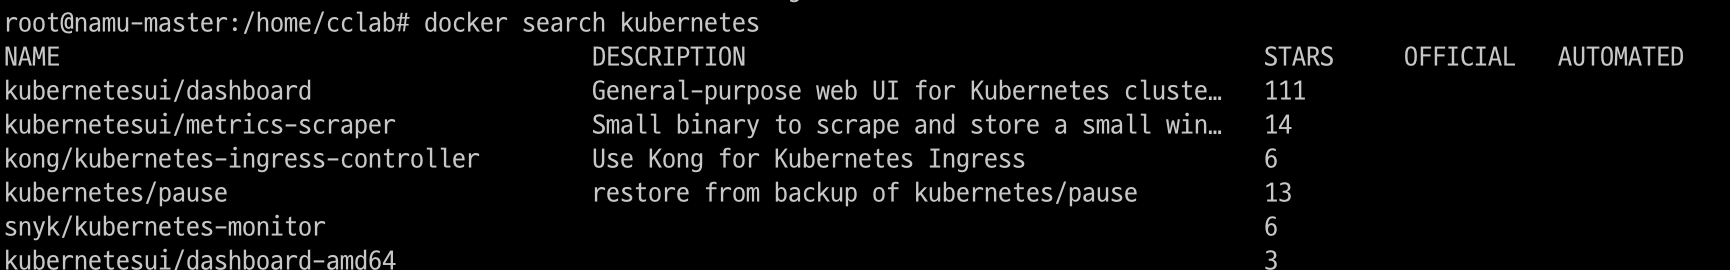 root@namu-master:/home/cclab# docker search kubernetes
NAME DESCRIPTION STARS OFFICIAL AUTOMATED
kubernetesui/dashboard General-purpose web UI for Kubernetes cluste… 111
kubernetesui/metrics-scraper Small binary to scrape and store a small win… 14
kong/kubernetes-ingress-controller Use Kong for Kubernetes Ingress 6
kubernetes/pause restore from backup of kubernetes/pause 13
snyk/kubernetes-monitor 6
kubernetesui/dashboard-amd64 3